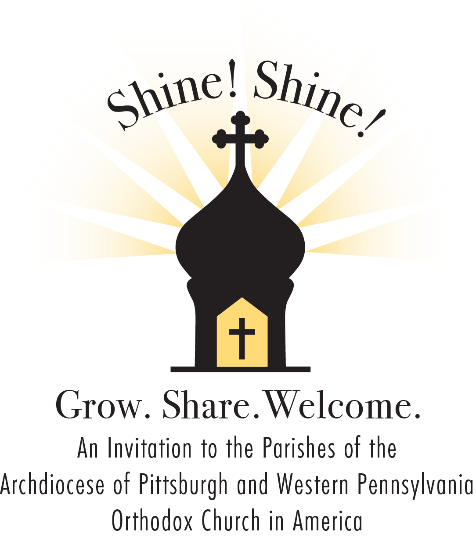 Shine! Shine!
Grow. Share. Welcome.
An Invitation to the Parishes of the
Archdiocese of Pittsburgh and Western Pennsylvania
Orthodox Church in America